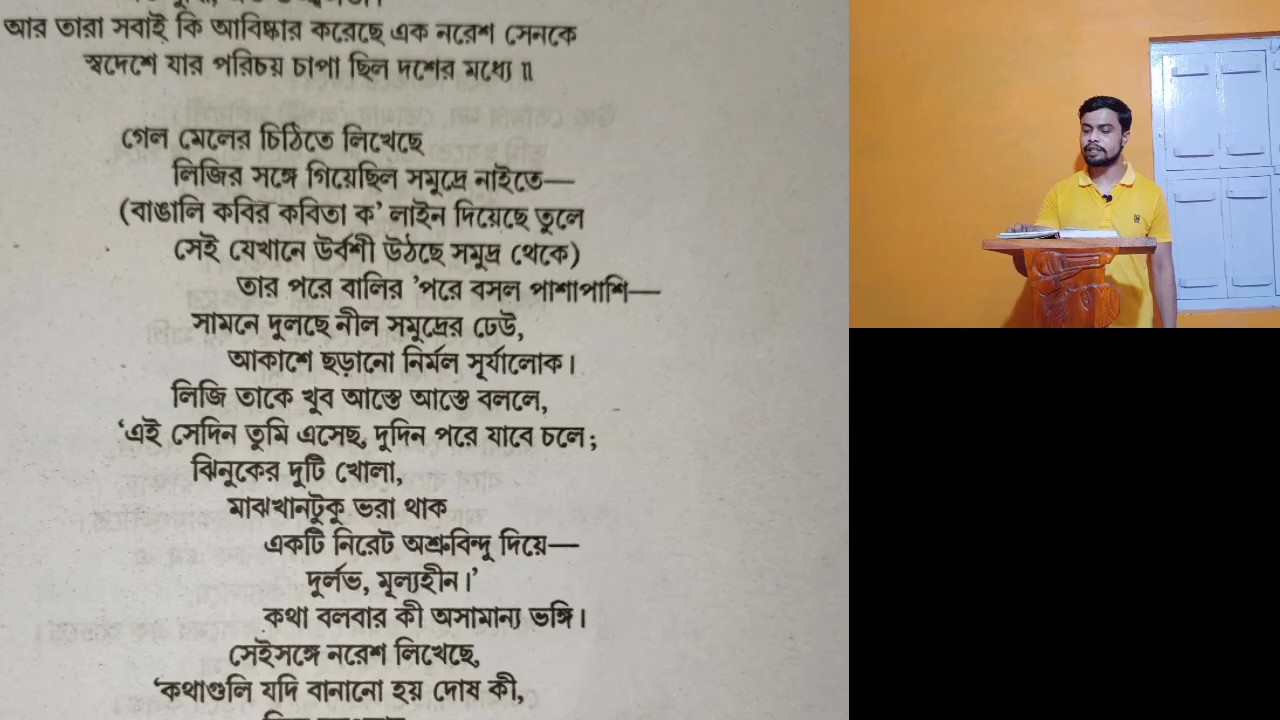 আর তারা সবাই কি আবিষ্কার করেছে এক নরেশ সেনকে
স্বদেশে যার পরিচয় চাপা ছিল দশের মধ্যে॥
গেল মেলের চিঠিতে লিখেছে
লিজির সঙ্গে গিয়েছিল সমুদ্রে নাইতে—
(বাঙালি কবির কবিতা ক’ লাইন দিয়েছে তুলে
সেই যেখানে উর্বশী উঠছে সমুদ্র থেকে)
তার পরে বালির ’পরে বসল পাশাপাশি—
সামনে দুলছে নীল সমুদ্রের ঢেউ,
আকাশে ছড়ানো নির্মল সূর্যালোক।
লিজি তাকে খুব আস্তে আস্তে বললে,
‘এই সেদিন তুমি এসেছ, দুদিন পরে যাবে চলে;
ঝিনুকের দুটি খোলা,
মাঝখানটুকু ভরা থাক
একটি নিরেট অশ্রুবিন্দু দিয়ে—
দুর্লভ, মূল্যহীন।’
কথা বলবার কী অসামান্য ভঙ্গি।
সেইসঙ্গে নরেশ লিখেছে,
‘কথাগুলি যদি বানানো হয় দোষ কী,